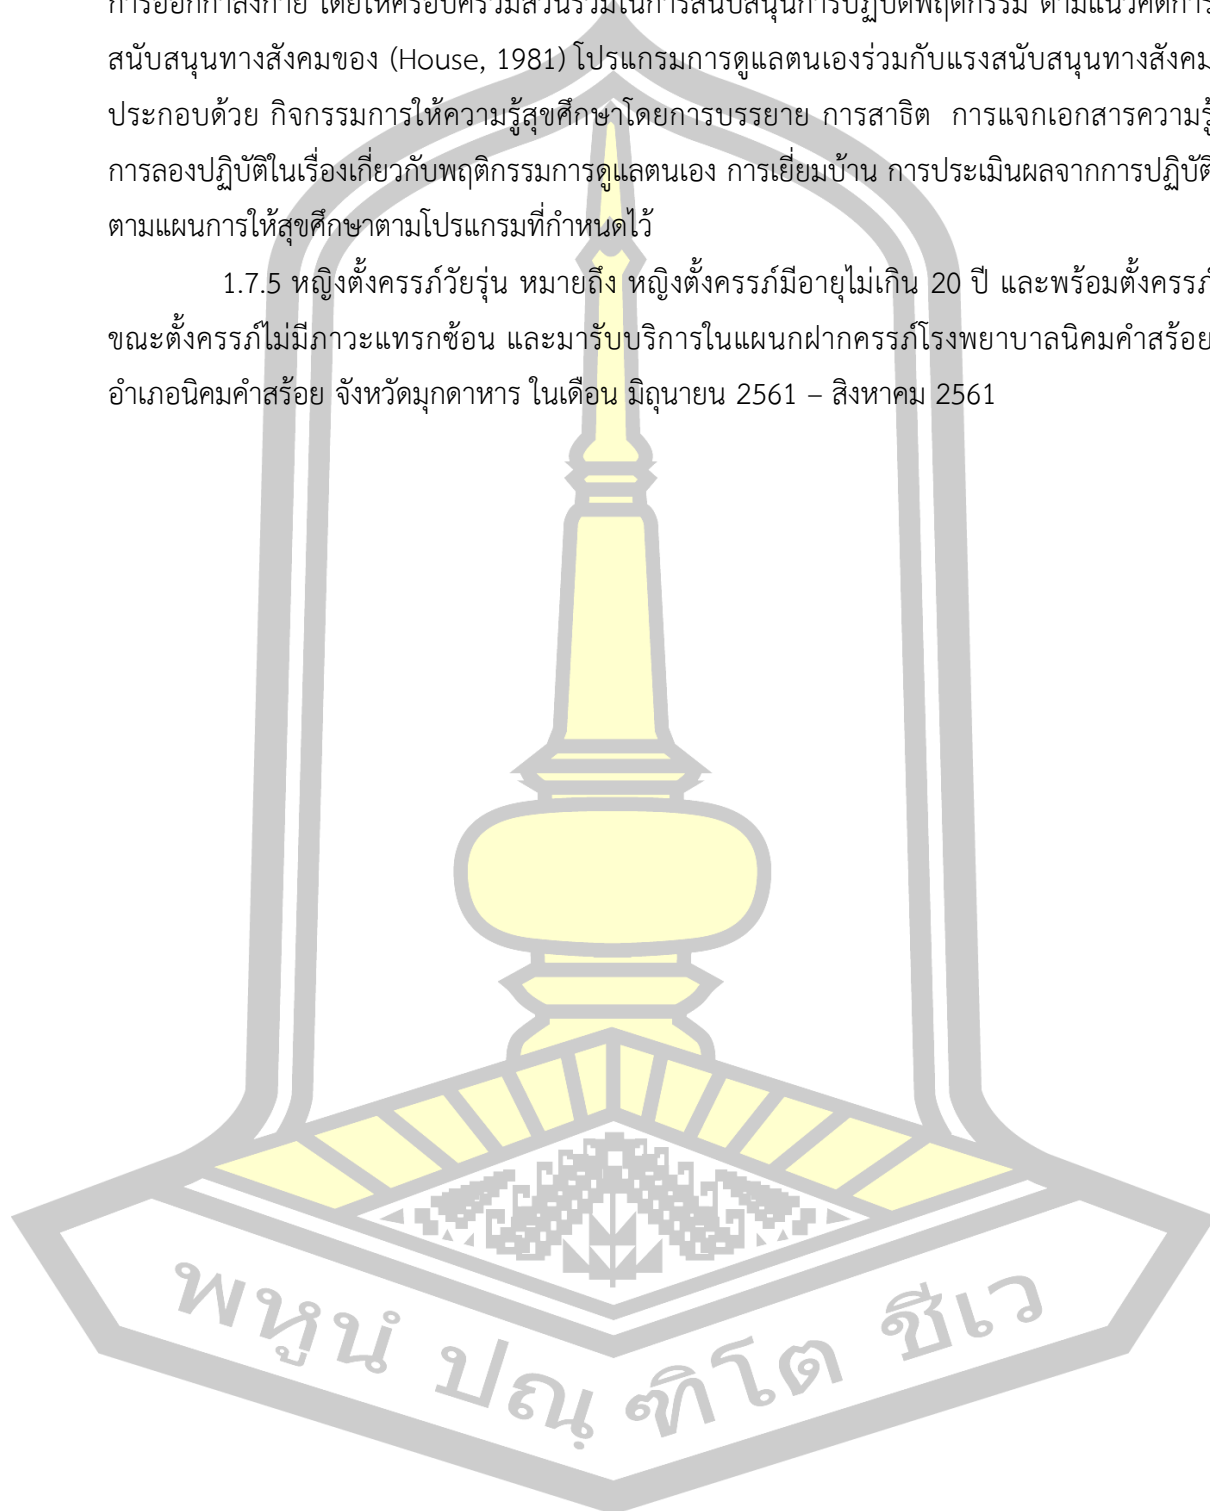 การออกกำลังกาย โดยให้ครอบครัวมีส่วนร่วมในการสนับสนุนการปฏิบัติพฤติกรรม ตามแนวคิดการ
สนับสนุนทางสังคมของ (House, 1981) โปรแกรมการดูแลตนเองร่วมกับแรงสนับสนุนทางสังคม
ประกอบด้วย กิจกรรมการให้ความรู้สุขศึกษาโดยการบรรยาย การสาธิต การแจกเอกสารความรู้
การลองปฏิบัติในเรื่องเกี่ยวกับพฤติกรรมการดูแลตนเอง การเยี่ยมบ้าน การประเมินผลจากการปฏิบัติ
ตามแผนการให้สุขศึกษาตามโปรแกรมที่กำหนดไว้
1.7.5 หญิงตั้งครรภ์วัยรุ่น หมายถึง หญิงตั้งครรภ์มีอายุไม่เกิน 20 ปี และพร้อมตั้งครรภ์
ขณะตั้งครรภ์ไม่มีภาวะแทรกซ้อน และมารับบริการในแผนกฝากครรภ์โรงพยาบาลนิคมคำสร้อย
อำเภอนิคมคำสร้อย จังหวัดมุกดาหาร ในเดือน มิถุนายน 2561 – สิงหาคม 2561
พหูนํ ปณฺ ฑิโต ชีเว